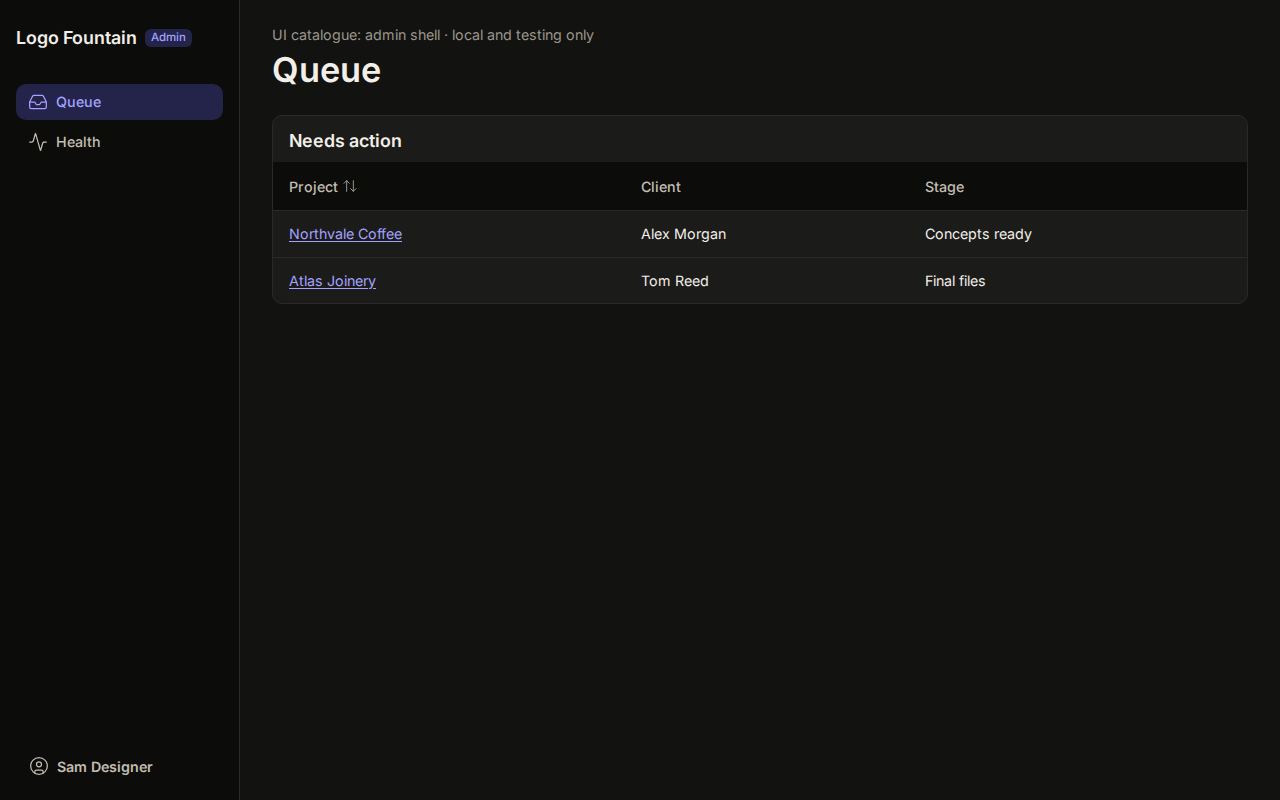 Logo Fountain Admin
Queue
Health
Sam Designer
UI catalogue: admin shell · local and testing only
Queue
Needs action
Project Client Stage
Northvale Coffee Alex Morgan Concepts ready
Atlas Joinery Tom Reed Final files